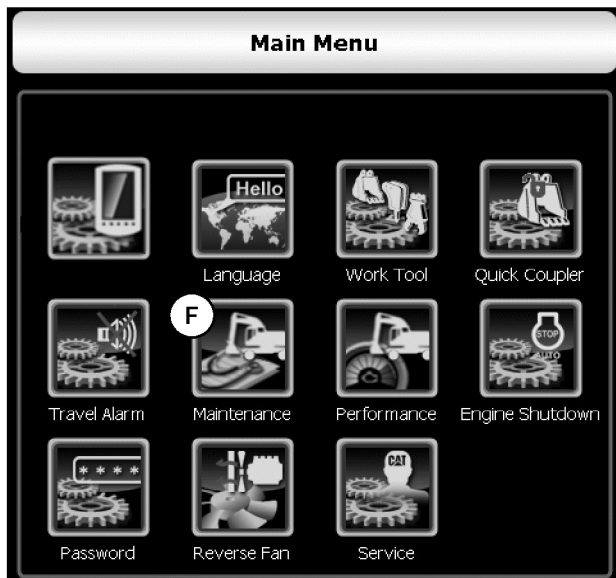 Main Menu
Hello
Language
Work Tool
Quick Coupler
STOP
AUTO
F
Travel Alarm
Maintenance
Performance
Engine Shutdown
* * * *
CAT
Password
Reverse Fan
Service